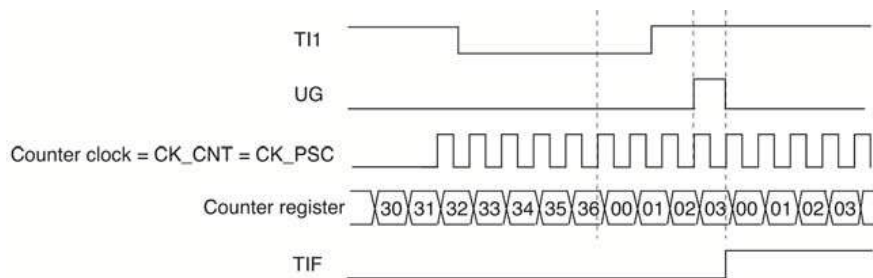 TI1
UG
Counter clock = CK_CNT = CK_PSC
Counter register 30 31 32 33 34 35 36 00 01 02 03 00 01 02 03
TIF